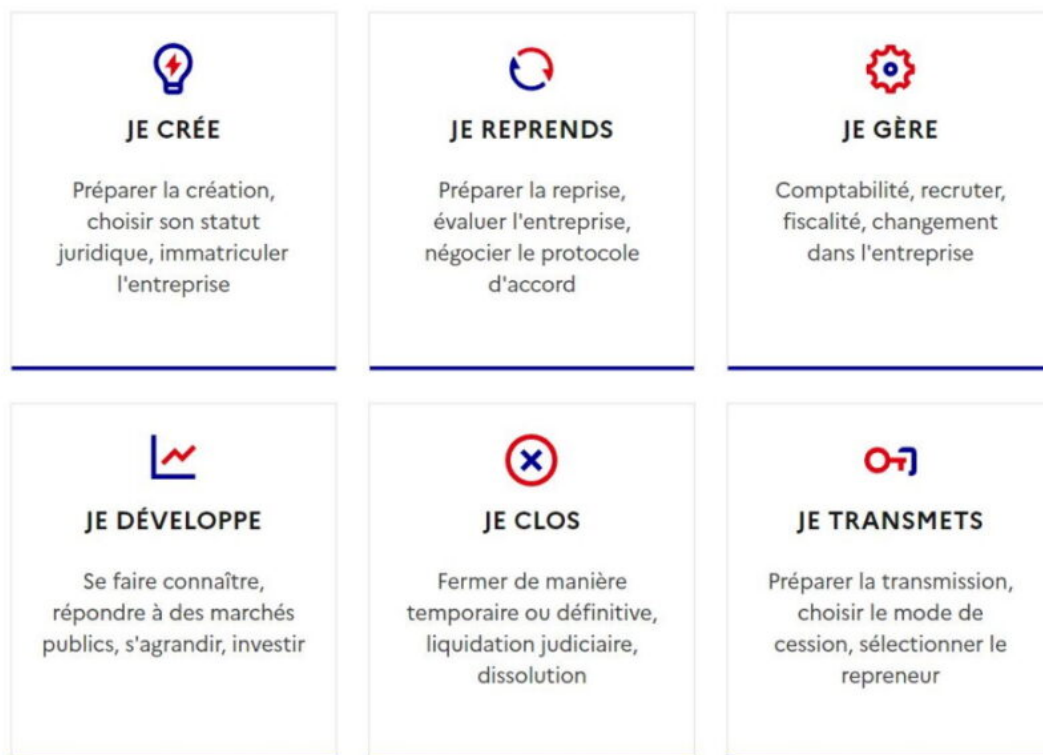 JE CRÉE
Préparer la création,
choisir son statut
juridique, immatriculer
l'entreprise
JE REPRENDS
Préparer la reprise,
évaluer l'entreprise,
négocier le protocole
d'accord
JE GÈRE
Comptabilité, recruter,
fiscalité, changement
dans l'entreprise
JE DÉVELOPPE
Se faire connaître,
répondre à des marchés
publics, s'agrandir, investir
JE CLOS
Fermer de manière
temporaire ou définitive,
liquidation judiciaire,
dissolution
JE TRANSMETS
Préparer la transmission,
choisir le mode de
cession, sélectionner le
repreneur